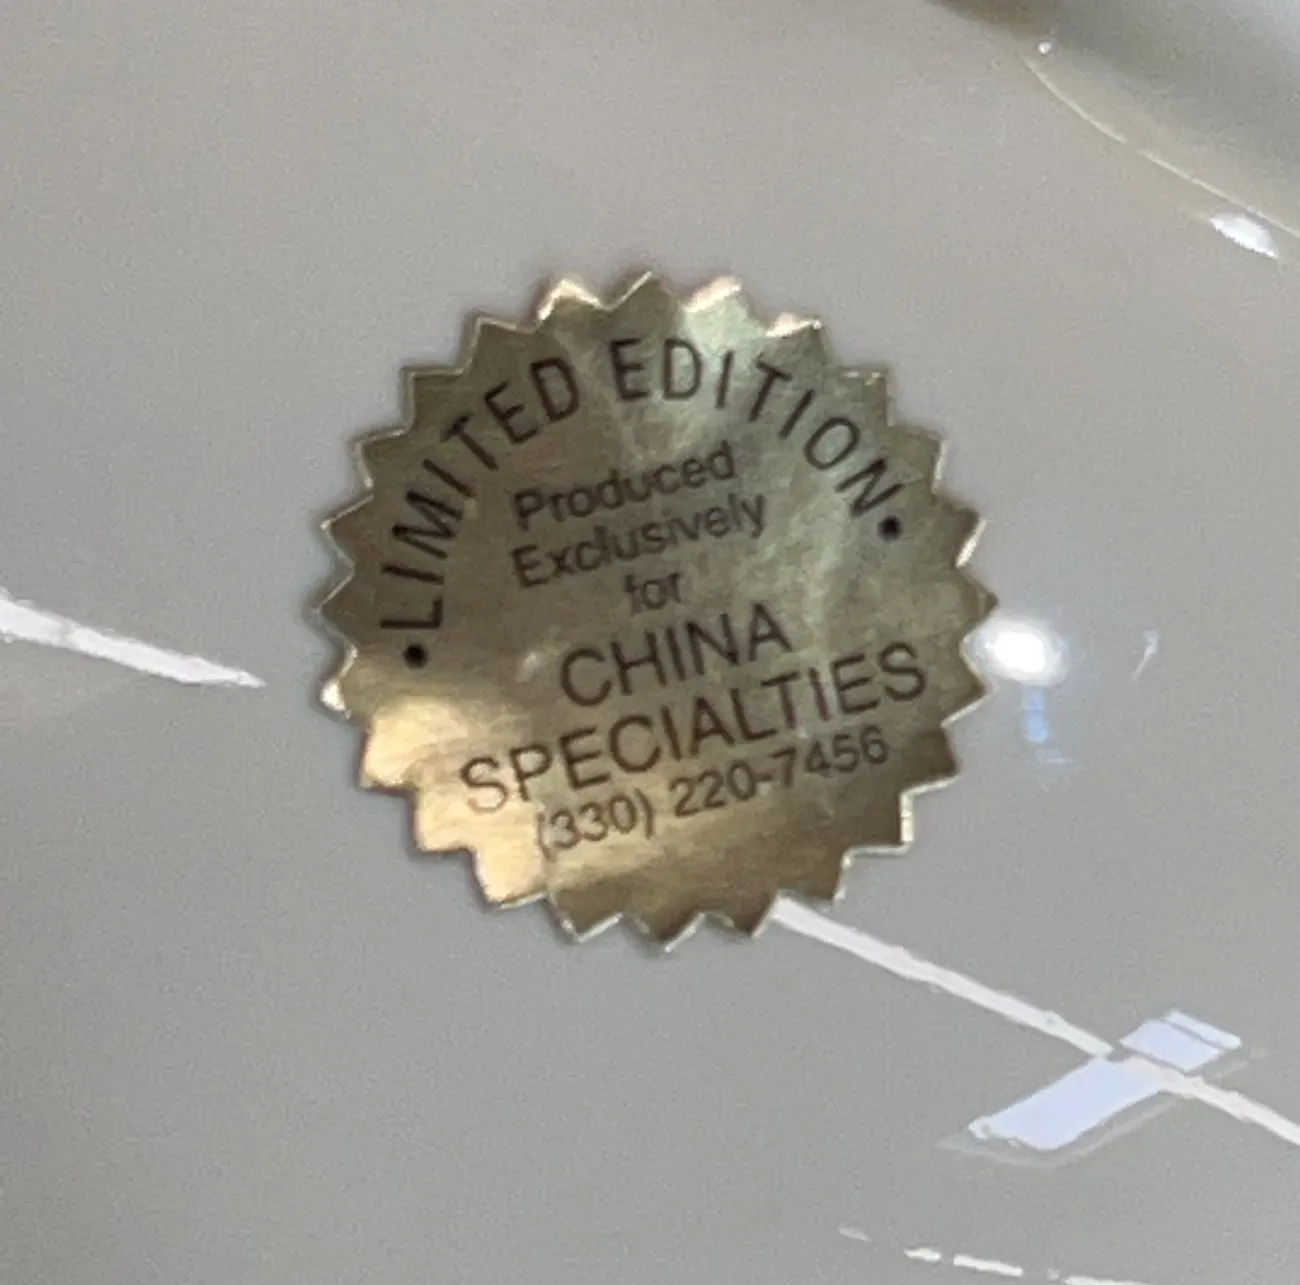 • LIMITED EDITION •
Produced
Exclusively
for
CHINA
SPECIALTIES
(330) 220-7456